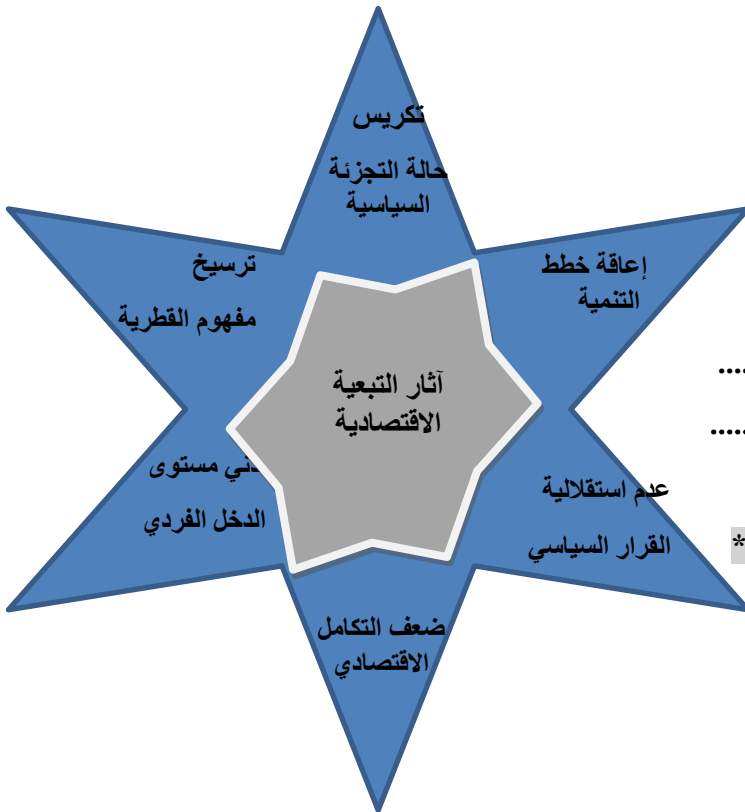 تكريس
حالة التجزئة
السياسية
إعاقة خطط
التنمية
ترسيخ
مفهوم القطرية
آثار التبعية
الاقتصادية
.....
.....
عدم استقلالية
القرار السياسي
*
مستوى
الدخل الفردي
ضعف التكامل
الاقتصادي